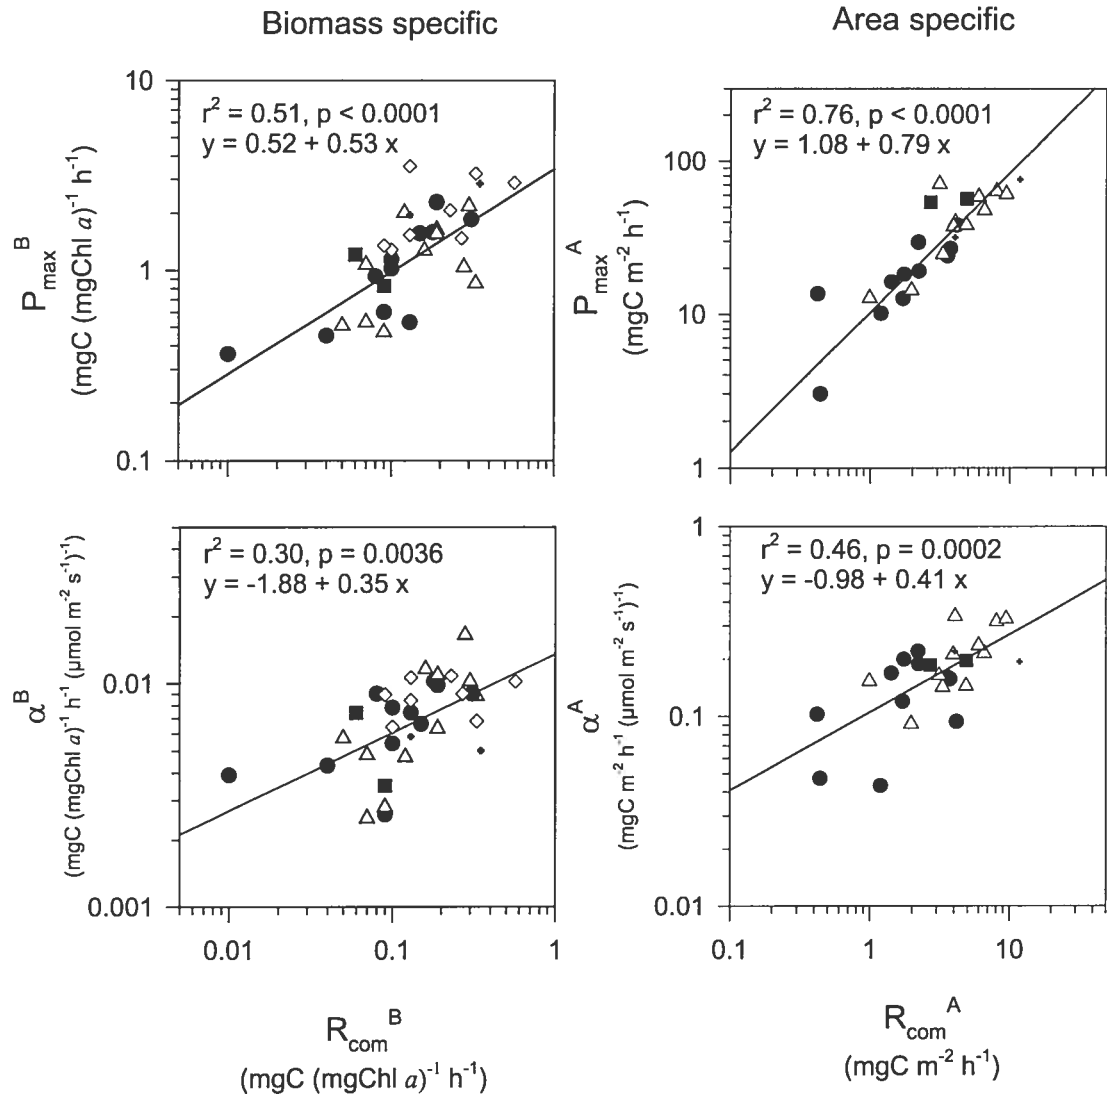 Biomass specific
Area specific
10
1
0.1
P_max^B
(mgC (mgChl a)^-1 h^-1)
r² = 0.51, p < 0.0001
y = 0.52 + 0.53 x
100
10
1
P_max^A
(mgC m^-2 h^-1)
r² = 0.76, p < 0.0001
y = 1.08 + 0.79 x
0.01
0.001
α^B
(mgC (mgChl a)^-1 h^-1 (µmol m^-2 s^-1)^-1)
r² = 0.30, p = 0.0036
y = -1.88 + 0.35 x
0.01 0.1 1
R_com^B
(mgC (mgChl a)^-1 h^-1)
1
0.1
0.01
α^A
(mgC m^-2 h^-1 (µmol m^-2 s^-1)^-1)
r² = 0.46, p = 0.0002
y = -0.98 + 0.41 x
0.1 1 10
R_com^A
(mgC m^-2 h^-1)